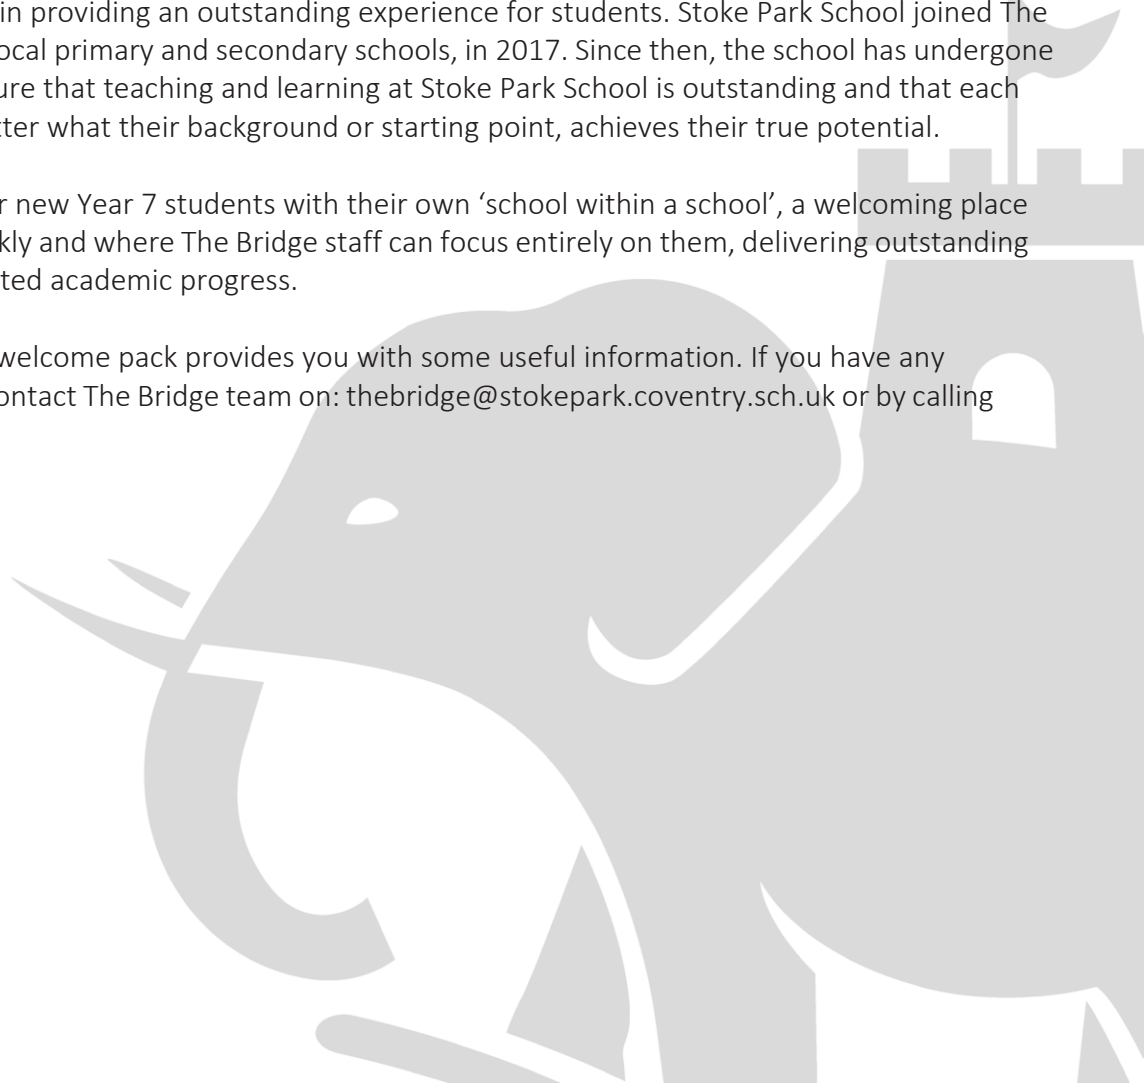 in providing an outstanding experience for students. Stoke Park School joined The
ocal primary and secondary schools, in 2017. Since then, the school has undergone
ure that teaching and learning at Stoke Park School is outstanding and that each
tter what their background or starting point, achieves their true potential.
r new Year 7 students with their own ‘school within a school’, a welcoming place
kly and where The Bridge staff can focus entirely on them, delivering outstanding
ted academic progress.
welcome pack provides you with some useful information. If you have any
ontact The Bridge team on: thebridge@stokepark.coventry.sch.uk or by calling